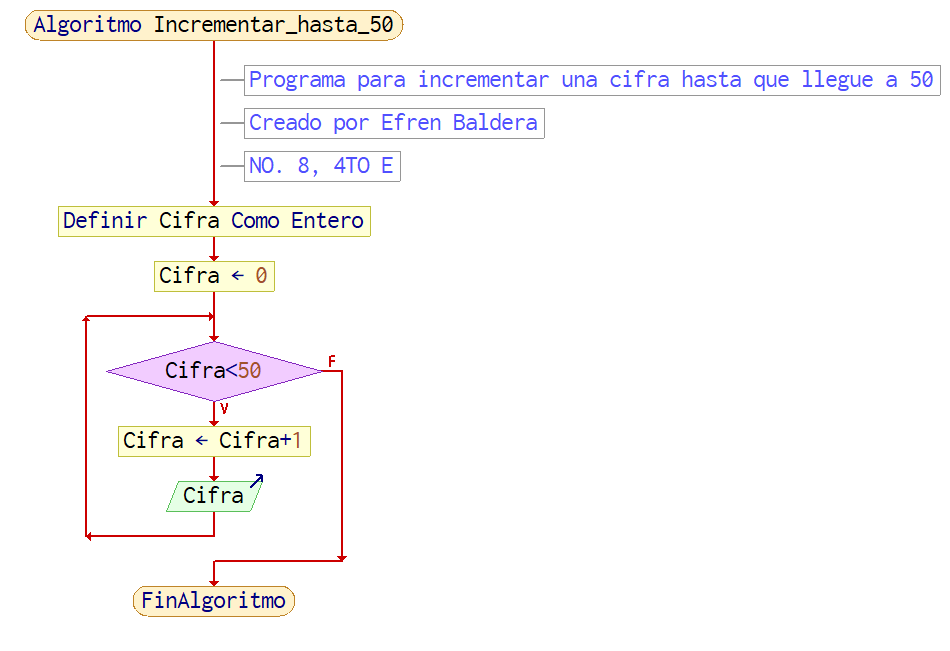 Algoritmo Incrementar_hasta_50
Programa para incrementar una cifra hasta que llegue a 50
Creado por Efren Baldera
NO. 8, 4TO E
Definir Cifra Como Entero
Cifra ← 0
Cifra<50
F
V
Cifra ← Cifra+1
Cifra
FinAlgoritmo